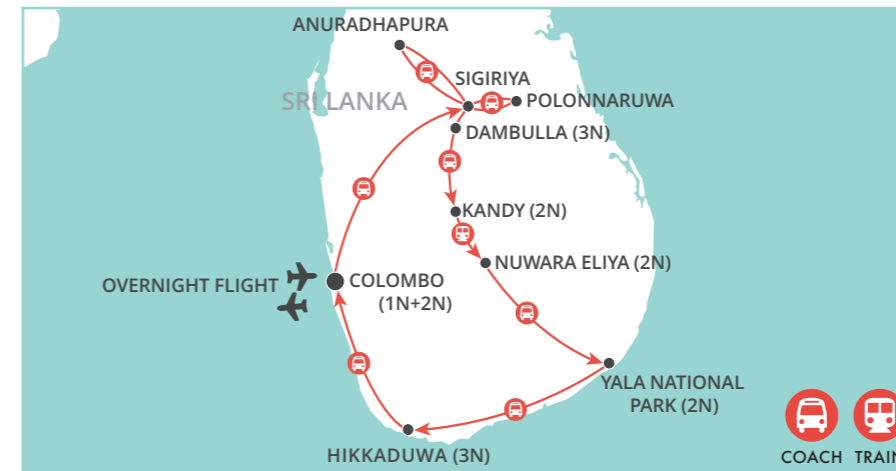 ANURADHAPURA
SIGIRIYA
SRI LANKA
POLONNARUWA
DAMBULLA (3N)
KANDY (2N)
NUWARA ELIYA (2N)
OVERNIGHT FLIGHT
COLOMBO
(1N+2N)
YALA NATIONAL
PARK (2N)
HIKKADUWA (3N)
COACH
TRAIN